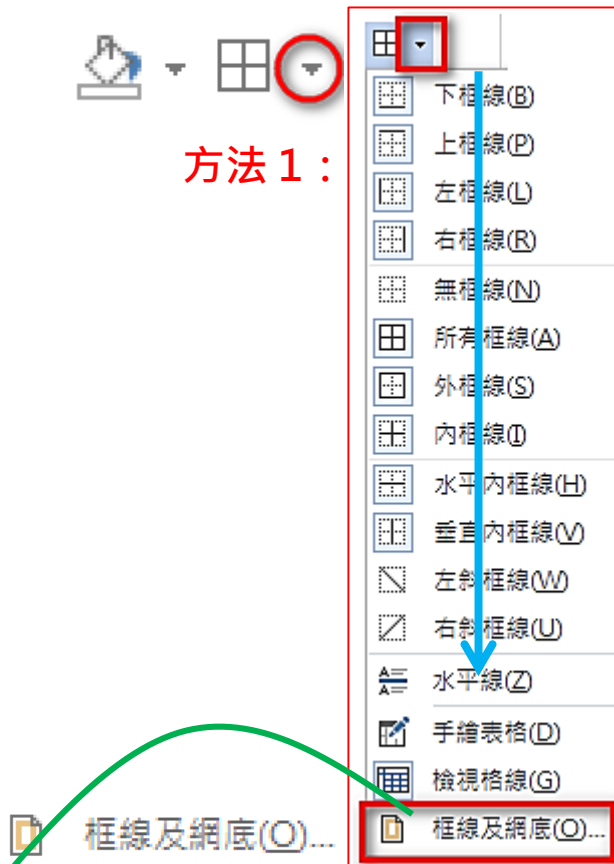 方法 1：
下框線(B)
上框線(P)
左框線(L)
右框線(R)
無框線(N)
所有框線(A)
外框線(S)
內框線(I)
水平內框線(H)
垂直內框線(V)
左斜框線(W)
右斜框線(U)
水平線(Z)
手繪表格(D)
檢視格線(G)
框線及網底(O)...
框線及網底(O)...